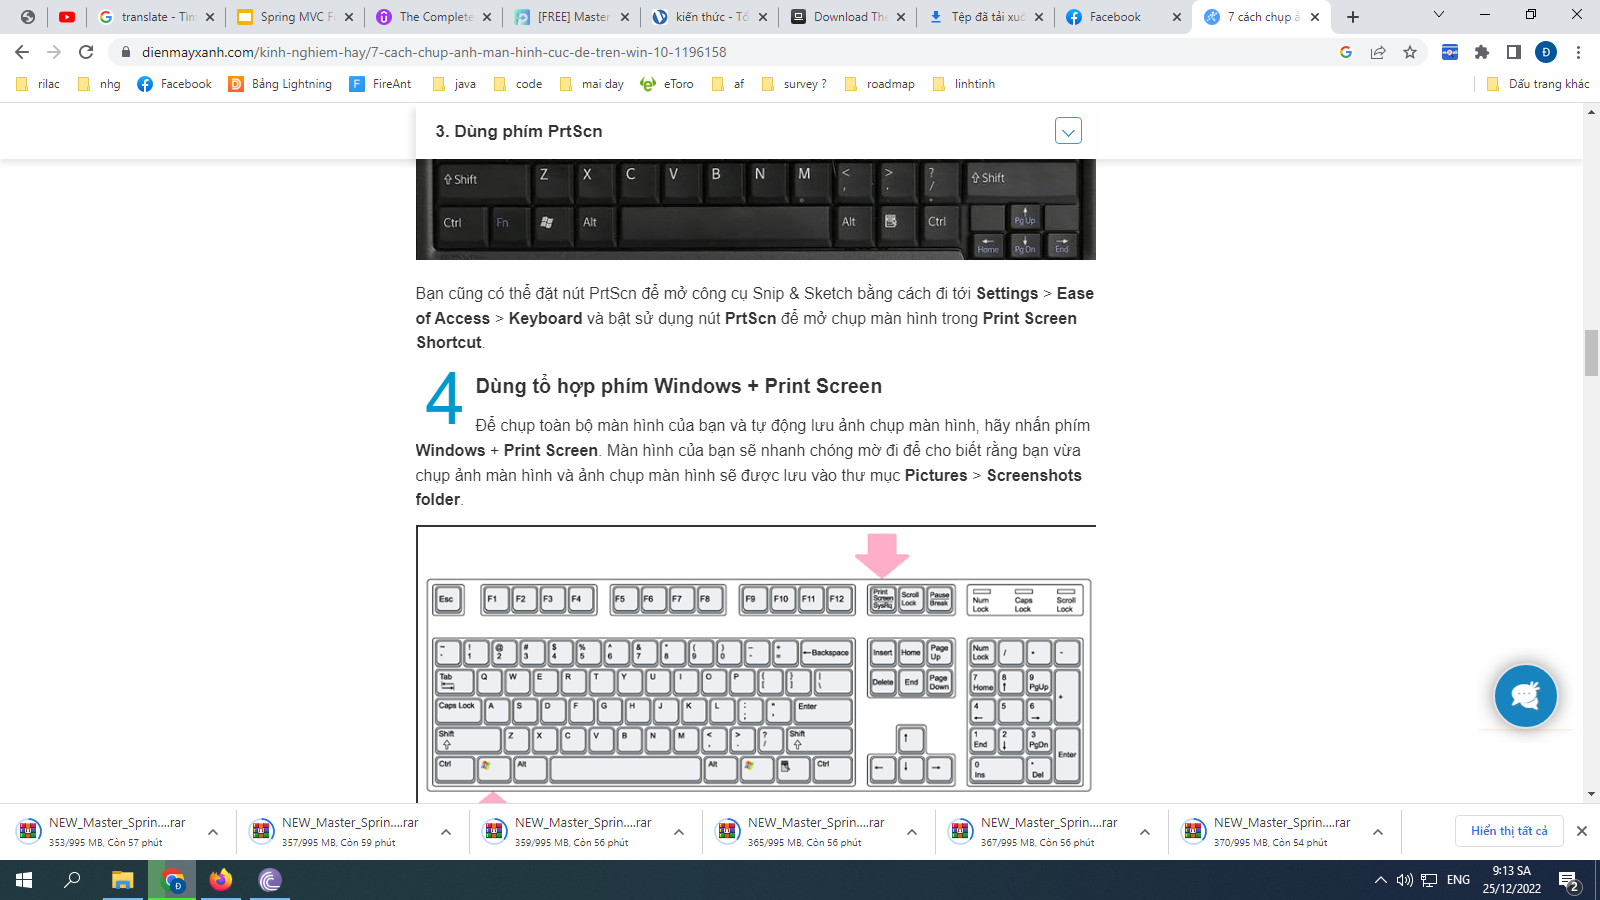 translate - Tim
Spring MVC F
The Complete
[FREE] Master
kiến thức - Tổ
Download The
Tệp đã tải xuố
Facebook
7 cách chụp ả
dienmayxanh.com/kinh-nghiem-hay/7-cach-chup-anh-man-hinh-cuc-de-tren-win-10-1196158
Đ
rilac
nhg
Facebook
Bảng Lightning
FireAnt
java
code
mai day
eToro
af
survey ?
roadmap
linhtinh
Dấu trang khác
3. Dùng phím PrtScn
Shift Z X C V B N M < , > . ? / Shift
Ctrl Fn Alt Alt Ctrl Pg Up
Home Pg Dn End
Bạn cũng có thể đặt nút PrtScn để mở công cụ Snip & Sketch bằng cách đi tới Settings > Ease
of Access > Keyboard và bật sử dụng nút PrtScn để mở chụp màn hình trong Print Screen
Shortcut.
4 Dùng tổ hợp phím Windows + Print Screen
Để chụp toàn bộ màn hình của bạn và tự động lưu ảnh chụp màn hình, hãy nhấn phím
Windows + Print Screen. Màn hình của bạn sẽ nhanh chóng mờ đi để cho biết rằng bạn vừa
chụp ảnh màn hình và ảnh chụp màn hình sẽ được lưu vào thư mục Pictures > Screenshots
folder.
Esc F1 F2 F3 F4 F5 F6 F7 F8 F9 F10 F11 F12 Print Screen SysRq Scroll Lock Pause Break Num Lock Caps Lock Scroll Lock
~ ! 1 @ 2 # 3 $ 4 % 5 ^ 6 & 7 * 8 ( 9 ) 0 - + = ←Backspace Insert Home Page Up Num Lock / * -
Tab Q W E R T Y U I O P { [ } ] | \ Delete End Page Down 7 Home 8 ↑ 9 PgUp +
Caps Lock A S D F G H J K L : ; " ' Enter 4 ← 5 6 →
Shift Z X C V B N M < , > . ? / Shift ↑ 1 End 2 ↓ 3 PgDn Enter
Ctrl Alt Alt Ctrl ← ↓ → 0 Ins . Del
NEW_Master_Sprin....rar
353/995 MB, Còn 57 phút
NEW_Master_Sprin....rar
357/995 MB, Còn 59 phút
NEW_Master_Sprin....rar
359/995 MB, Còn 56 phút
NEW_Master_Sprin....rar
365/995 MB, Còn 56 phút
NEW_Master_Sprin....rar
367/995 MB, Còn 56 phút
NEW_Master_Sprin....rar
370/995 MB, Còn 54 phút
Hiển thị tất cả
ENG
9:13 SA
25/12/2022
2